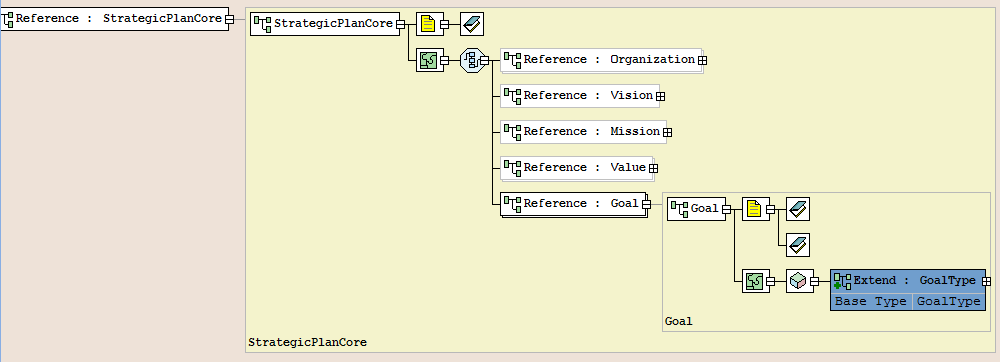 Reference : StrategicPlanCore
StrategicPlanCore
Reference : Organization
Reference : Vision
Reference : Mission
Reference : Value
Reference : Goal
Goal
Extend : GoalType
Base Type GoalType
Goal
StrategicPlanCore